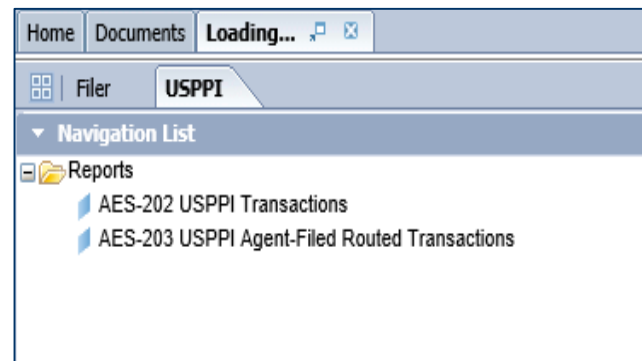 Home Documents Loading...
Filer USPPI
Navigation List
Reports
AES-202 USPPI Transactions
AES-203 USPPI Agent-Filed Routed Transactions